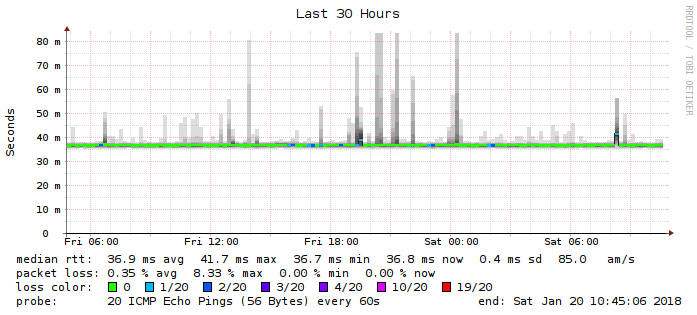 Last 30 Hours
RRDTOOL / TOBI OETIKER
Seconds
80 m
70 m
60 m
50 m
40 m
30 m
20 m
10 m
0
Fri 06:00 Fri 12:00 Fri 18:00 Sat 00:00 Sat 06:00
median rtt: 36.9 ms avg 41.7 ms max 36.7 ms min 36.8 ms now 0.4 ms sd 85.0 am/s
packet loss: 0.35 % avg 8.33 % max 0.00 % min 0.00 % now
loss color: 0 1/20 2/20 3/20 4/20 10/20 19/20
probe: 20 ICMP Echo Pings (56 Bytes) every 60s end: Sat Jan 20 10:45:06 2018